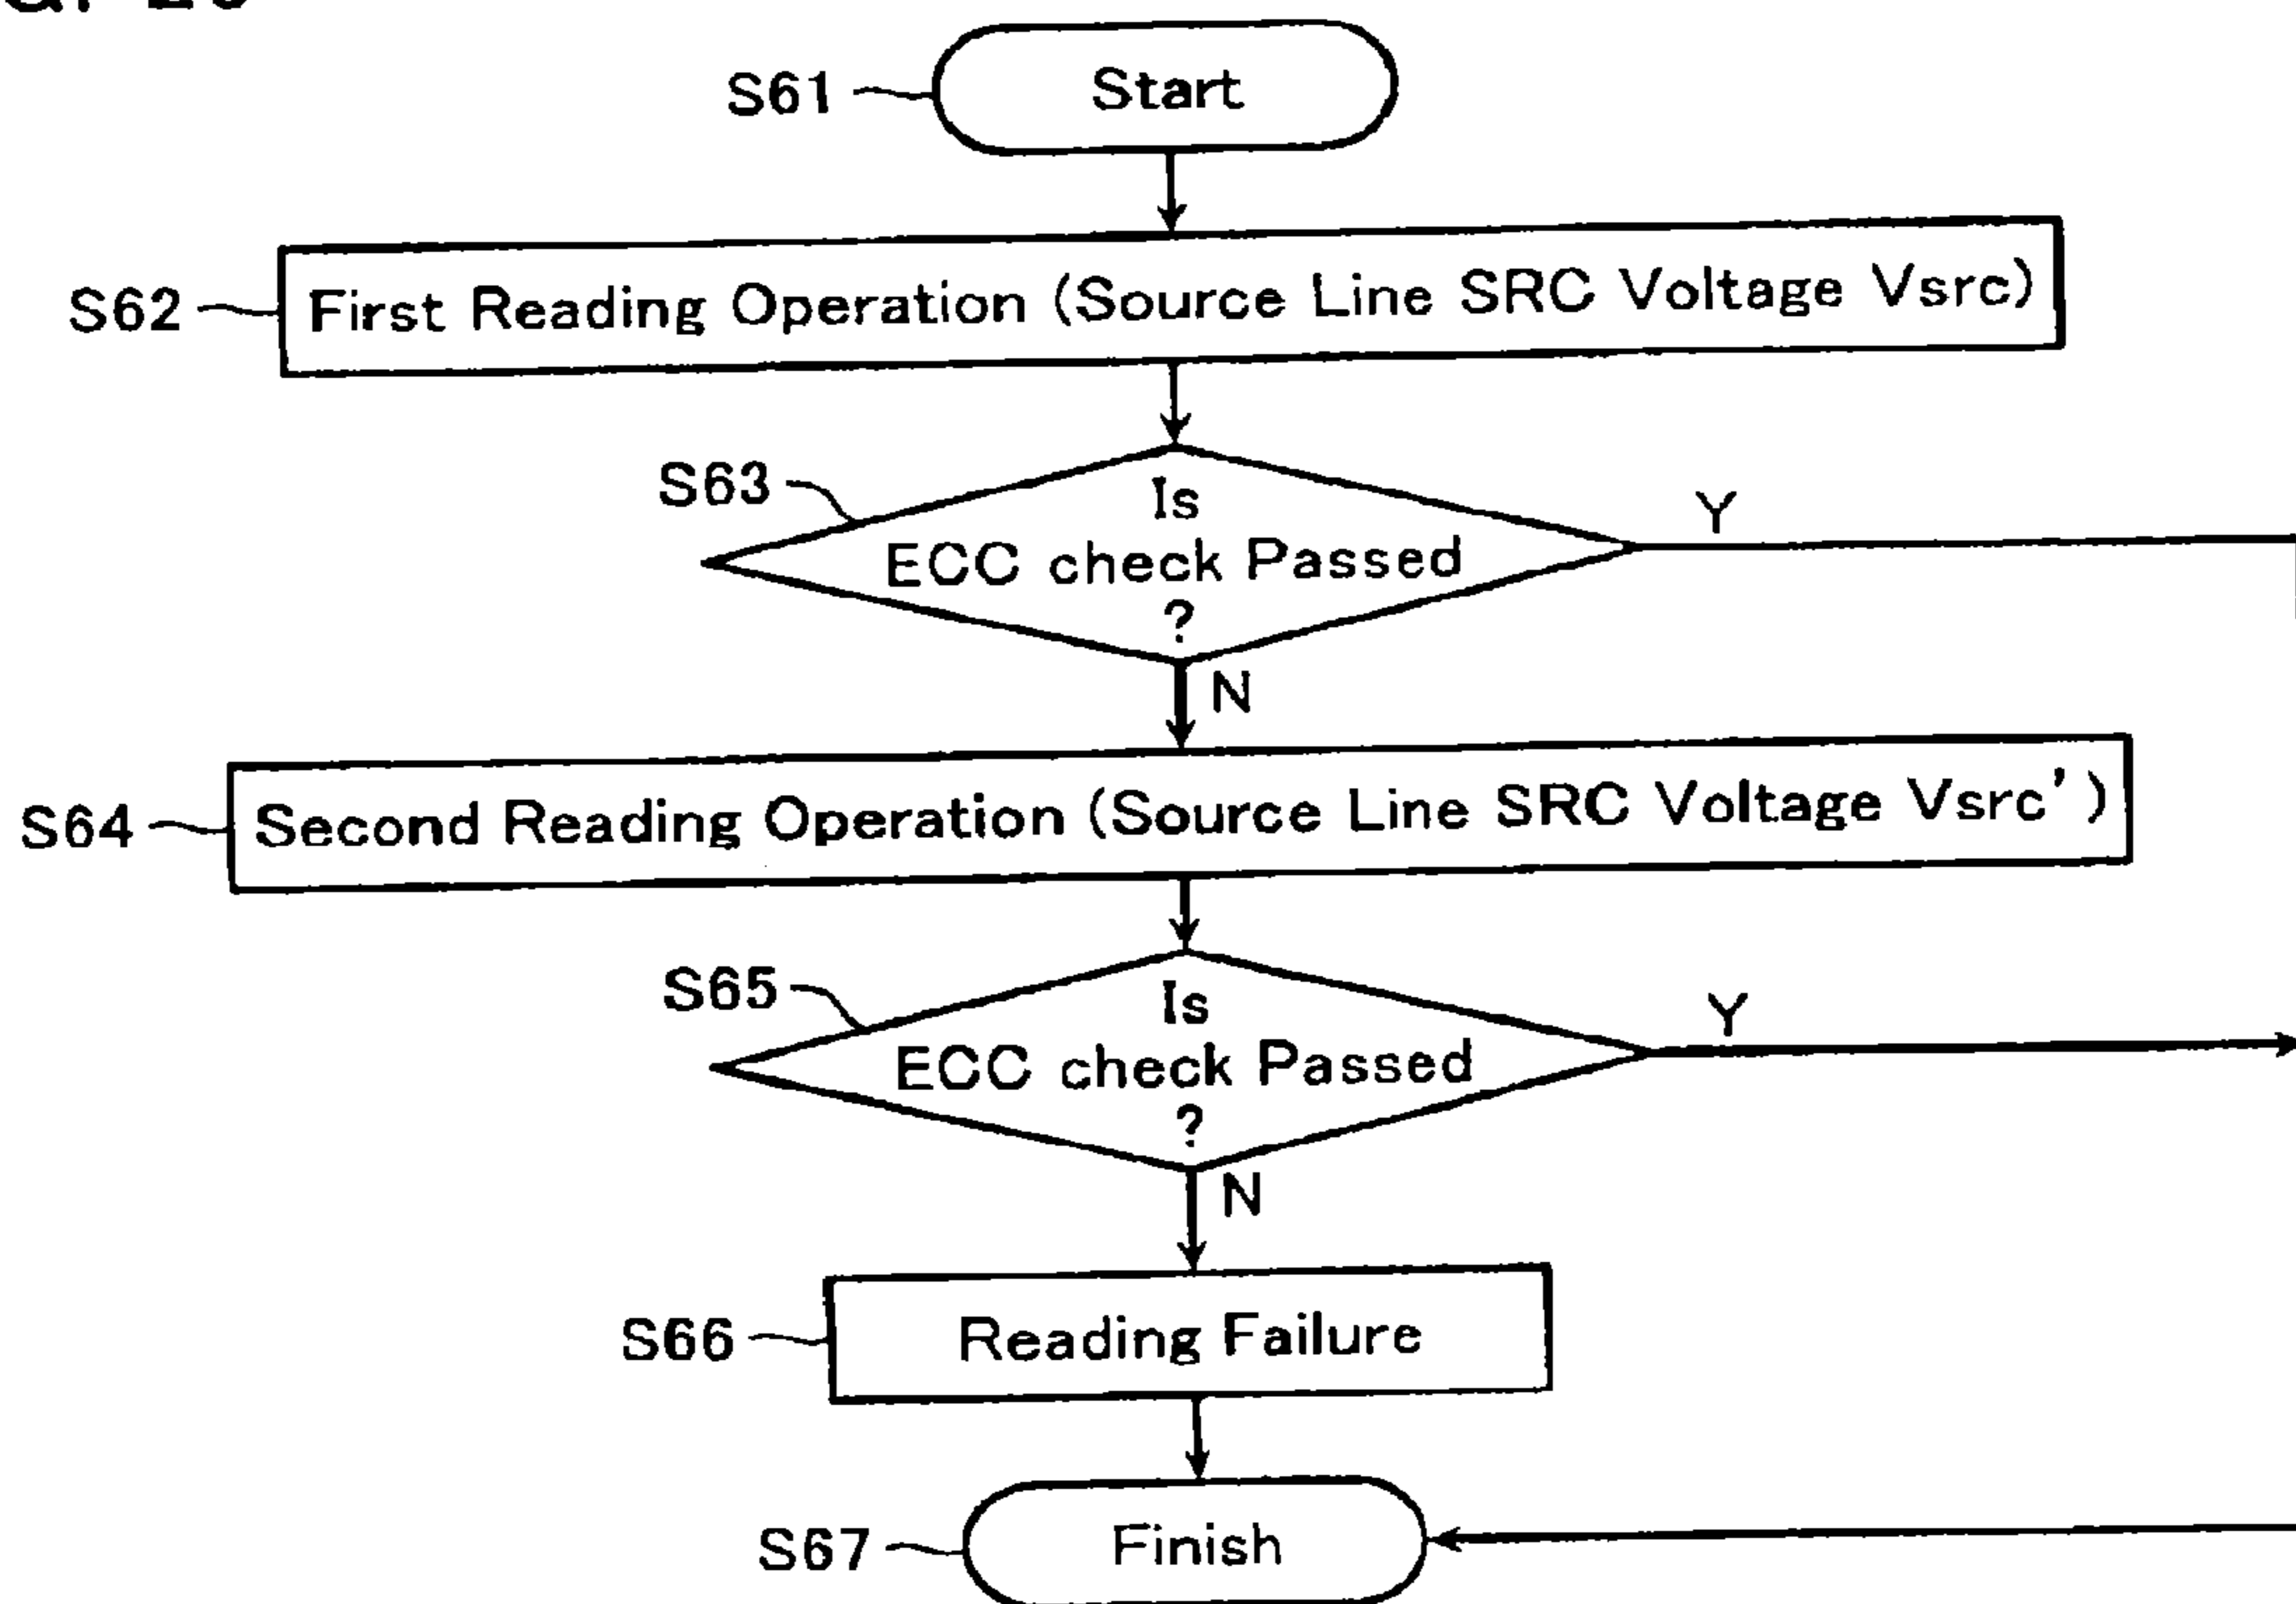 S61
Start
S62
First Reading Operation (Source Line SRC Voltage Vsrc)
S63
Is
ECC check Passed
?
Y
N
S64
Second Reading Operation (Source Line SRC Voltage Vsrc')
S65
Is
ECC check Passed
?
Y
N
S66
Reading Failure
S67
Finish